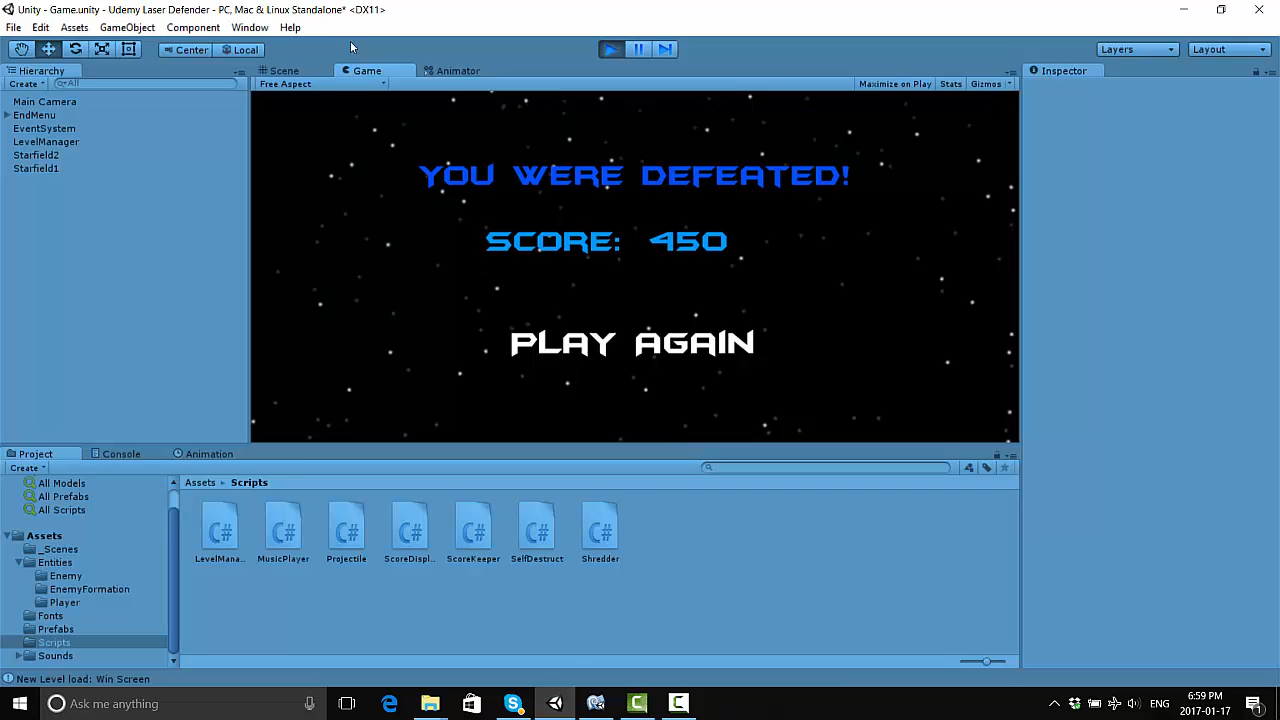 Unity - Game.unity - Udemy Laser Defender - PC, Mac & Linux Standalone* <DX11>
File Edit Assets GameObject Component Window Help
Center Local Layers Layout
Hierarchy Scene Game Animator Inspector
Create All Free Aspect Maximize on Play Stats Gizmos
Main Camera
EndMenu
EventSystem
LevelManager
Starfield2
Starfield1
YOU WERE DEFEATED!
SCORE: 450
PLAY AGAIN
Project Console Animation
Create
All Models
All Prefabs
All Scripts
Assets
_Scenes
Entities
Enemy
EnemyFormation
Player
Fonts
Prefabs
Scripts
Sounds
Assets Scripts
C# C# C# C# C# C# C#
LevelMana... MusicPlayer Projectile ScoreDispl... ScoreKeeper SelfDestruct Shredder
New Level load: Win Screen
Ask me anything
ENG
6:59 PM
2017-01-17